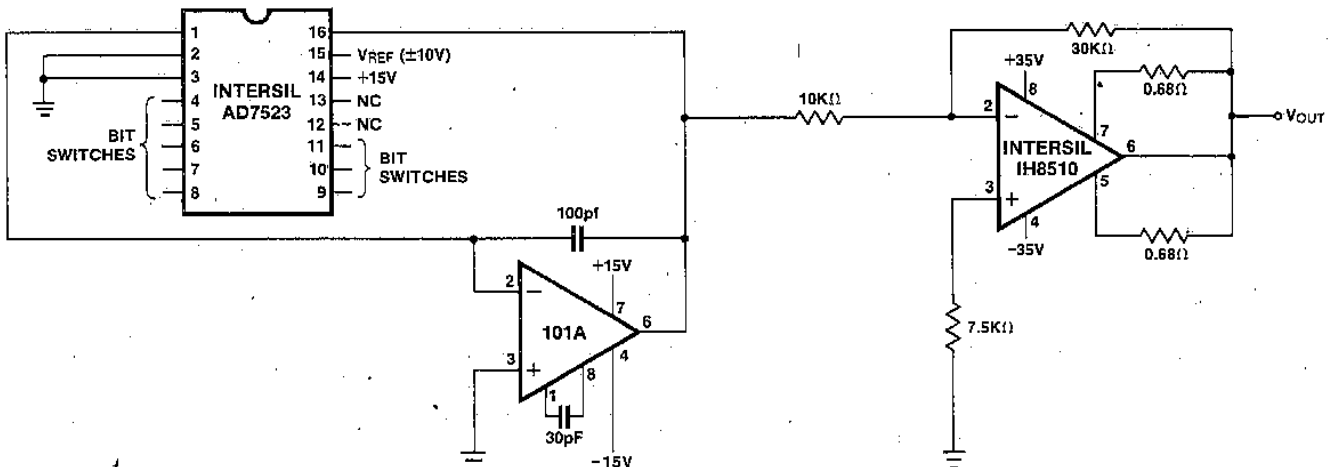 1
2
3
4
5
6
7
8
INTERSIL
AD7523
16
15
14
13
12
11
10
9
VREF (±10V)
+15V
NC
NC
BIT
SWITCHES
BIT
SWITCHES
100pf
2
−
3
+
101A
+15V
7
6
4
8
1
30pF
−15V
10KΩ
30KΩ
+35V
8
0.68Ω
2
−
7
INTERSIL
IH8510
6
VOUT
3
+
5
4
−35V
0.68Ω
7.5KΩ